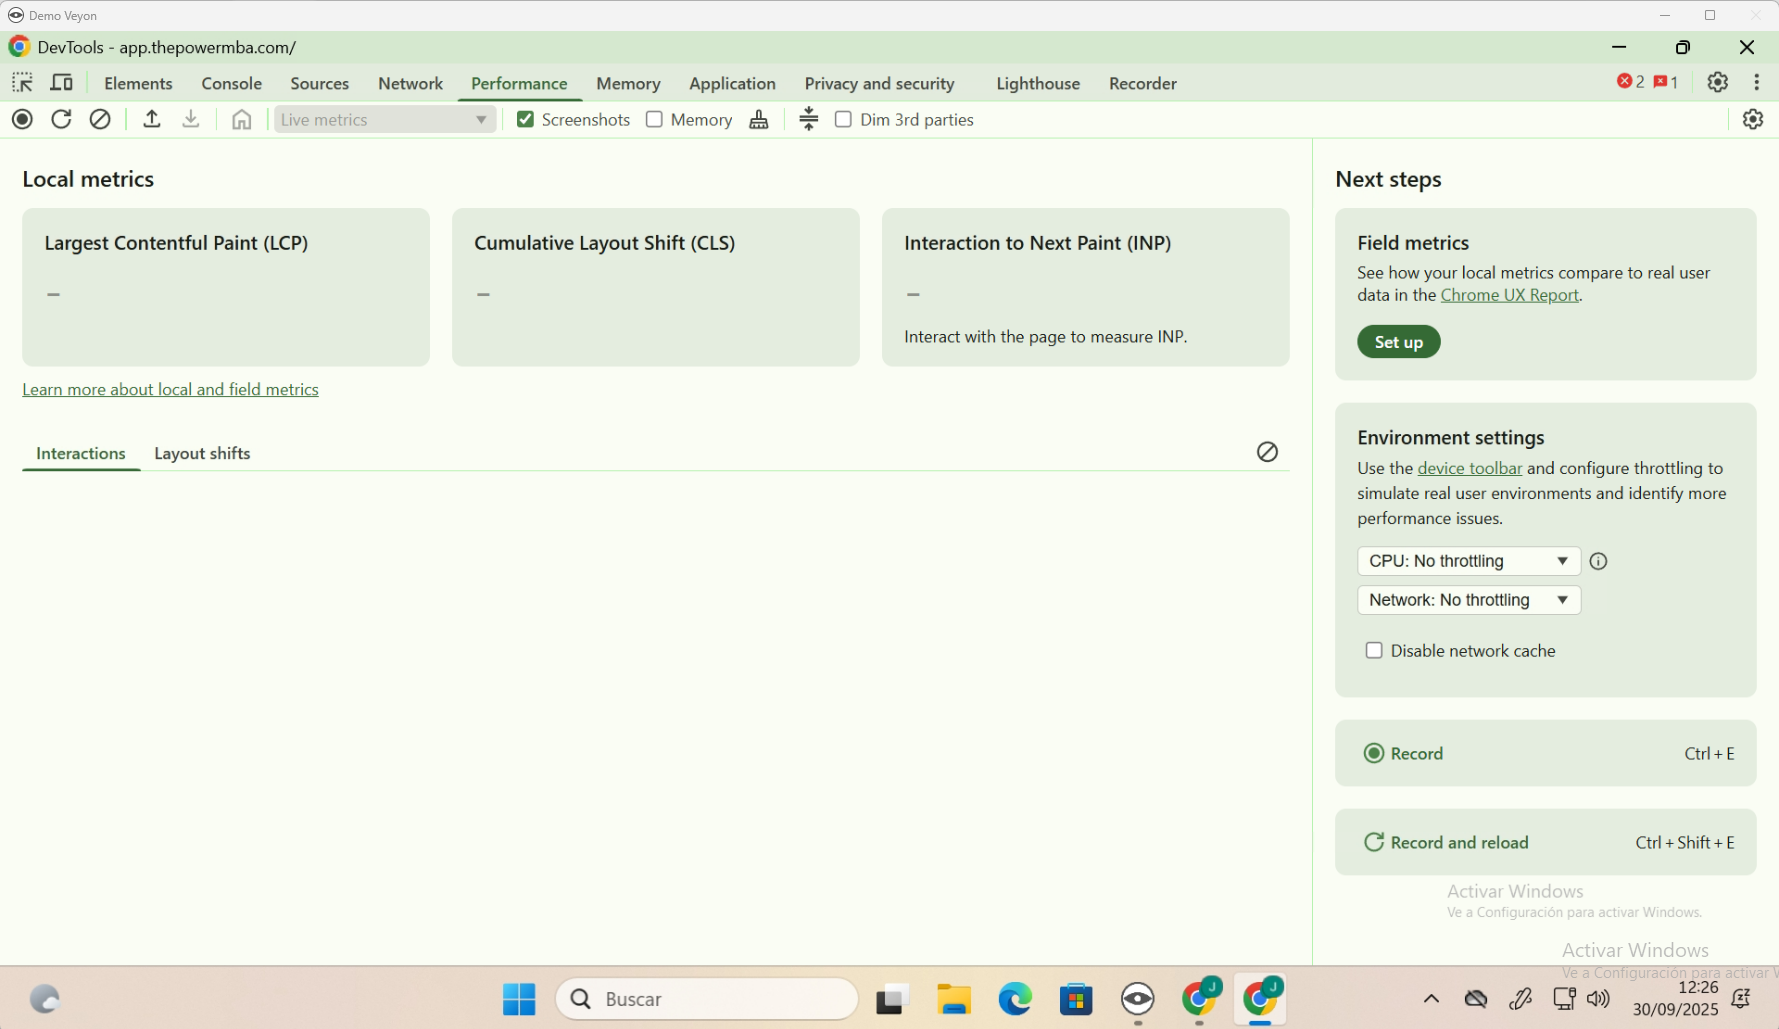 Demo Veyon
DevTools - app.thepowermba.com/
Elements Console Sources Network Performance Memory Application Privacy and security Lighthouse Recorder 2 1
Live metrics Screenshots Memory Dim 3rd parties
Local metrics
Largest Contentful Paint (LCP)
–
Cumulative Layout Shift (CLS)
–
Interaction to Next Paint (INP)
–
Interact with the page to measure INP.
Learn more about local and field metrics
Interactions Layout shifts
Next steps
Field metrics
See how your local metrics compare to real user
data in the Chrome UX Report.
Set up
Environment settings
Use the device toolbar and configure throttling to
simulate real user environments and identify more
performance issues.
CPU: No throttling
Network: No throttling
Disable network cache
Record Ctrl + E
Record and reload Ctrl + Shift + E
Activar Windows
Ve a Configuración para activar Windows.
Activar Windows
Ve a Configuración para activar
Buscar
J
J
12:26
30/09/2025